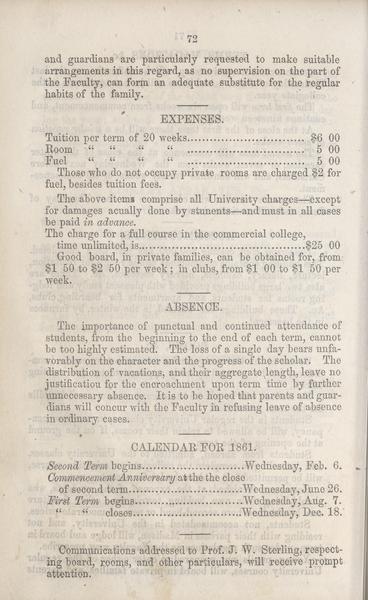 72
and guardians are particularly requested to make suitable
arrangements in this regard, as no supervision on the part of
the Faculty, can form an adequate substitute for the regular
habits of the family.
EXPENSES.
Tuition per term of 20 weeks..............................$6 00
Room " " " " .............................. 5 00
Fuel " " " " .............................. 5 00
Those who do not occupy private rooms are charged $2 for
fuel, besides tuition fees.
The above items comprise all University charges—except
for damages acually done by stunents—and must in all cases
be paid in advance.
The charge for a full course in the commercial college,
time unlimited, is..........................................$25 00
Good board, in private families, can be obtained for, from
$1 50 to $2 50 per week; in clubs, from $1 00 to $1 50 per
week.
ABSENCE.
The importance of punctual and continued attendance of
students, from the beginning to the end of each term, cannot
be too highly estimated. The loss of a single day bears unfa-
vorably on the character and the progress of the scholar. The
distribution of vacations, and their aggregate length, leave no
justification for the encroachment upon term time by further
unnecessary absence. It is to be hoped that parents and guar-
dians will concur with the Faculty in refusing leave of absence
in ordinary cases.
CALENDAR FOR 1861.
Second Term begins..........................Wednesday, Feb. 6.
Commencement Anniversary at the the close
of second term............................Wednesday, June 26.
First Term begins............................Wednesday, Aug. 7.
" " closes............................Wednesday, Dec. 18.
Communications addressed to Prof. J. W. Sterling, respect-
ing board, rooms, and other particulars, will receive prompt
attention.